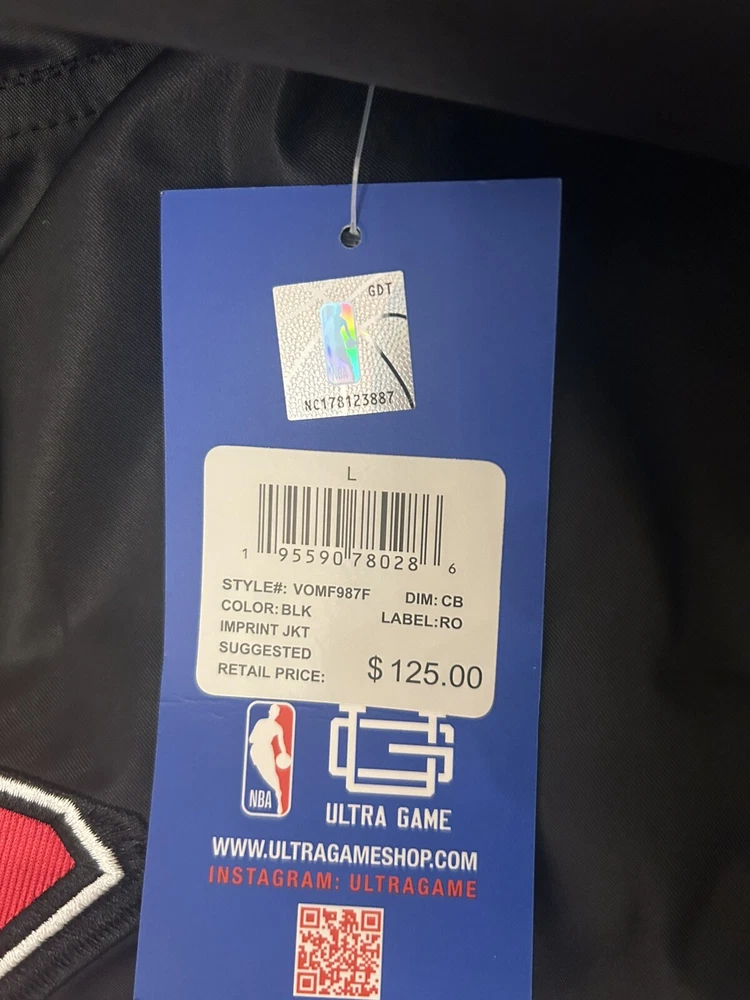 GDT
NC178123887
L
1 95590 78028 6
STYLE#: VOMF987F DIM: CB
COLOR: BLK LABEL:RO
IMPRINT JKT
SUGGESTED
RETAIL PRICE: $125.00
NBA
ULTRA GAME
WWW.ULTRAGAMESHOP.COM
INSTAGRAM: ULTRAGAME